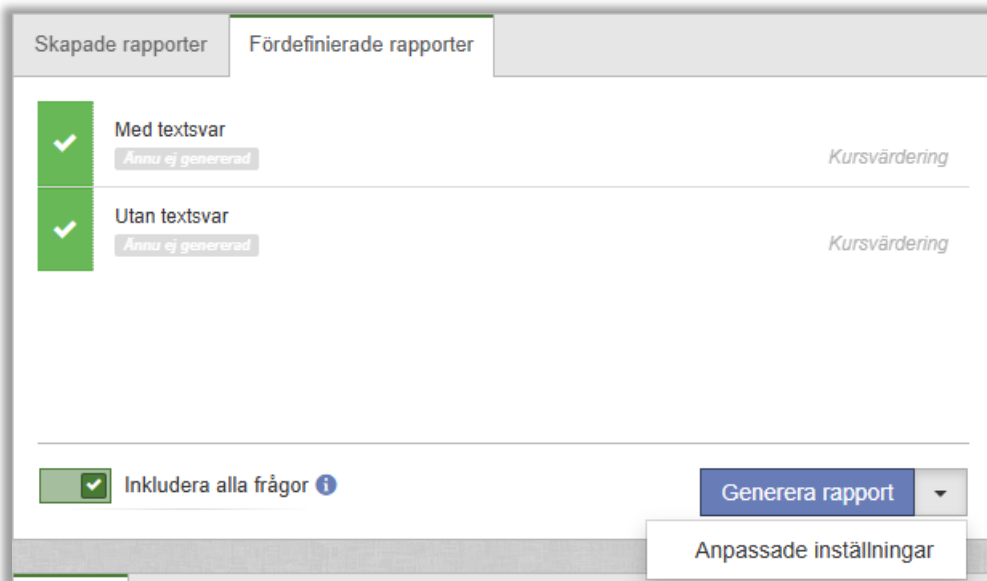 Skapade rapporter
Fördefinierade rapporter
Med textsvar
Ännu ej genererad
Kursvärdering
Utan textsvar
Ännu ej genererad
Kursvärdering
Inkludera alla frågor
Generera rapport
Anpassade inställningar